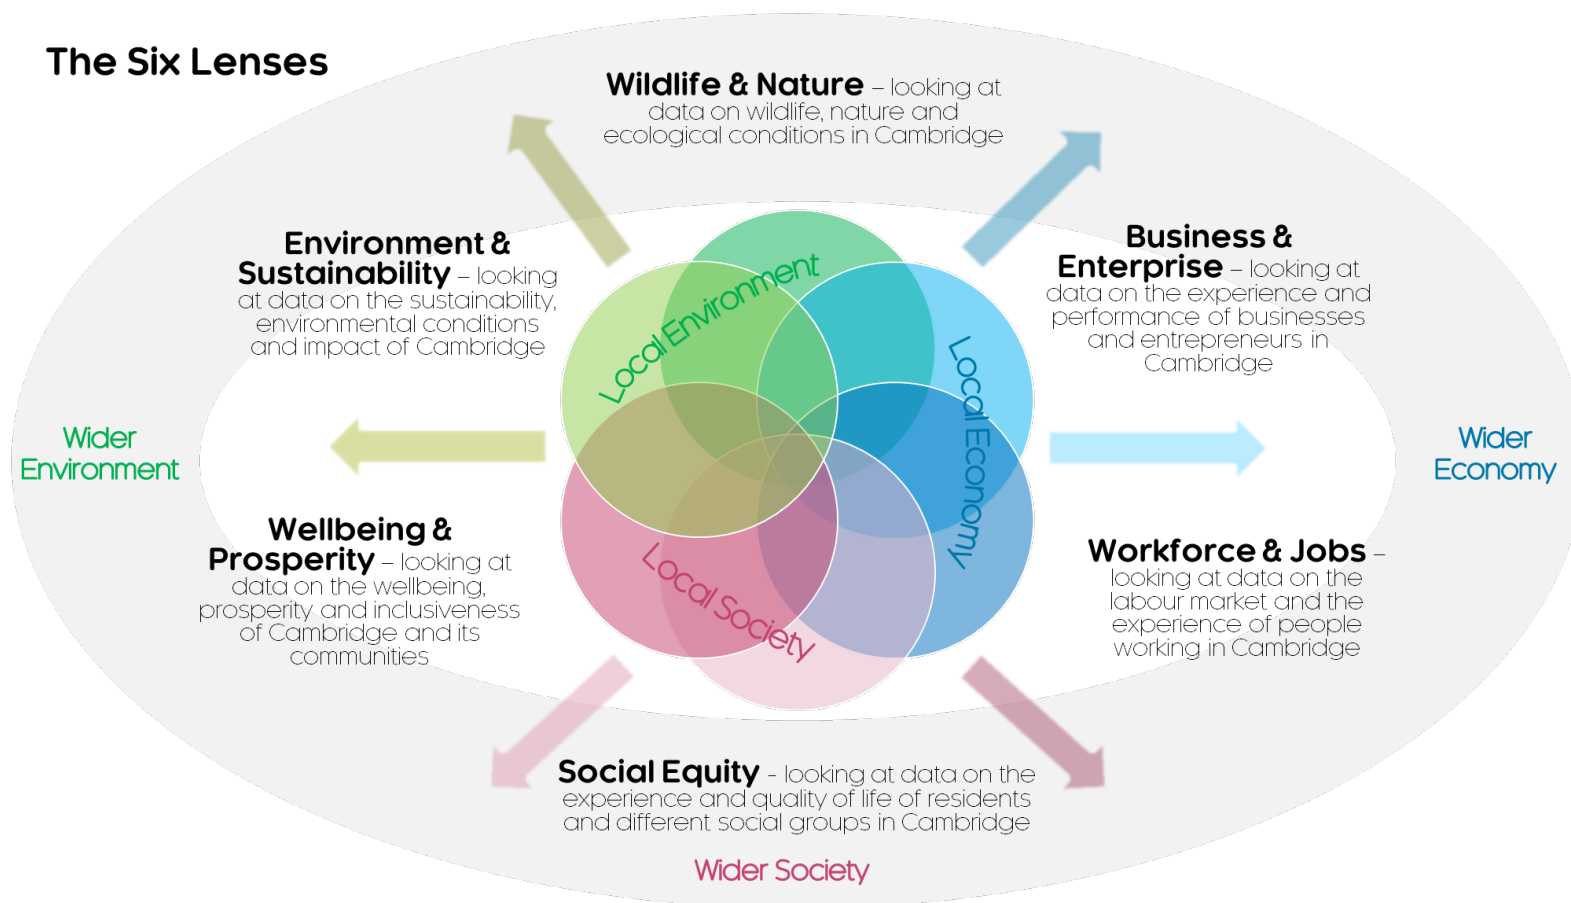 The Six Lenses
Wildlife & Nature – looking at
data on wildlife, nature and
ecological conditions in Cambridge
Environment &
Sustainability – looking
at data on the sustainability,
environmental conditions
and impact of Cambridge
Business &
Enterprise – looking at
data on the experience and
performance of businesses
and entrepreneurs in
Cambridge
Local Environment
Local Economy
Local Society
Wider
Environment
Wider
Economy
Wellbeing &
Prosperity – looking at
data on the wellbeing,
prosperity and inclusiveness
of Cambridge and its
communities
Workforce & Jobs –
looking at data on the
labour market and the
experience of people
working in Cambridge
Social Equity - looking at data on the
experience and quality of life of residents
and different social groups in Cambridge
Wider Society